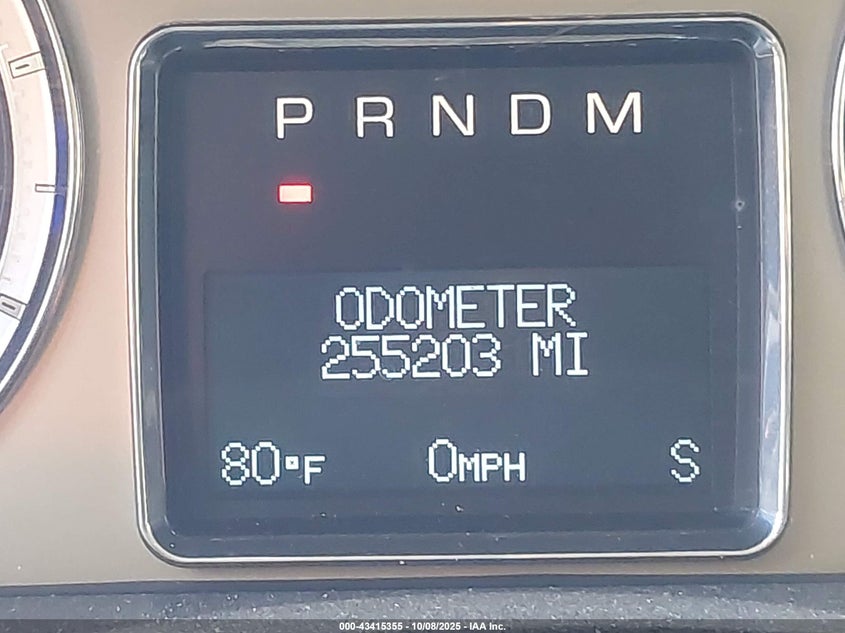 P R N D M
ODOMETER
255203 MI
80°F 0MPH S
000-43415355 - 10/08/2025 - IAA Inc.